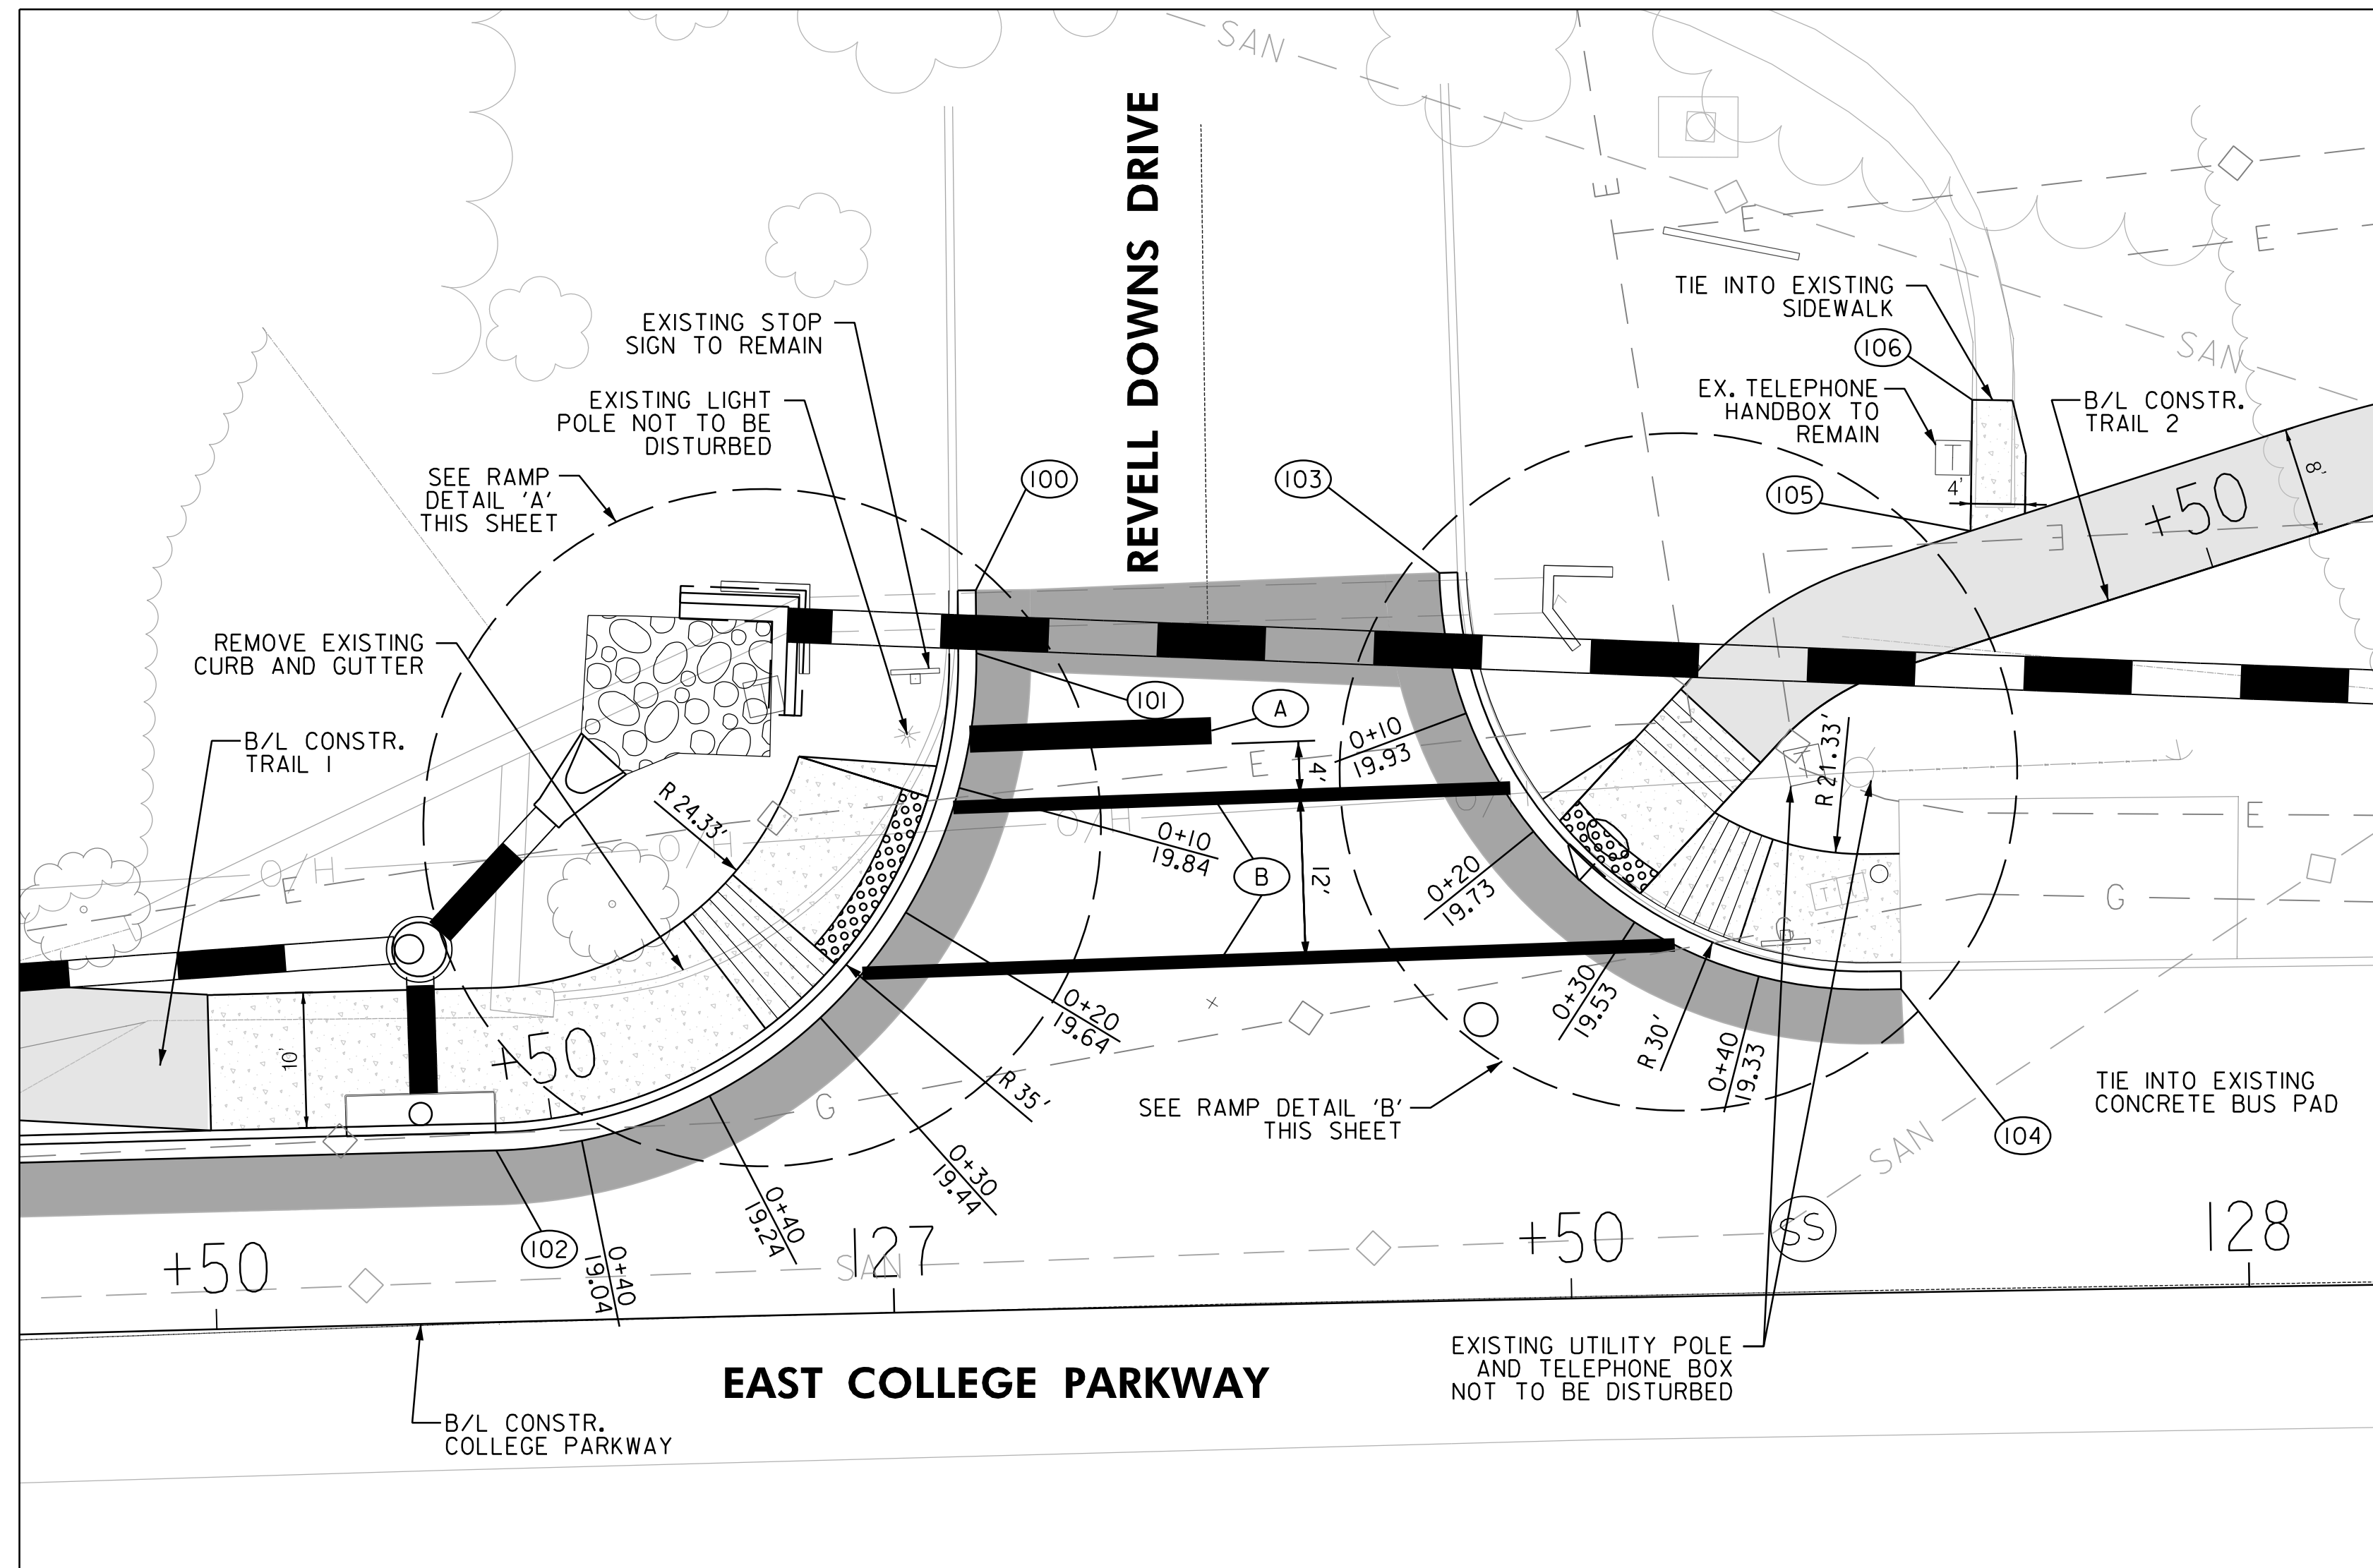 SAN
REVELL DOWNS DRIVE
E
E
E
TIE INTO EXISTING
SIDEWALK
106
SAN
EXISTING STOP
SIGN TO REMAIN
EXISTING LIGHT
POLE NOT TO BE
DISTURBED
EX. TELEPHONE
HANDBOX TO
REMAIN
B/L CONSTR.
TRAIL 2
SEE RAMP
DETAIL 'A'
THIS SHEET
100
103
T
4'
105
8'
+50
E
REMOVE EXISTING
CURB AND GUTTER
T
101
A
B/L CONSTR.
TRAIL 1
0+10
19.93
E
4'
R 21.33'
T
R 24.33'
O/H
O/H
O/H
O/H
E
E
0+10
19.84
B
12'
0+20
19.73
T
G
G
0+20
19.64
0+30
19.53
R 30'
0+40
19.33
+50
10'
R 35'
G
SEE RAMP DETAIL 'B'
THIS SHEET
TIE INTO EXISTING
CONCRETE BUS PAD
104
SAN
0+30
19.44
0+40
19.24
102
0+40
19.04
+50
127
SAN
+50
SS
128
EAST COLLEGE PARKWAY
EXISTING UTILITY POLE
AND TELEPHONE BOX
NOT TO BE DISTURBED
B/L CONSTR.
COLLEGE PARKWAY